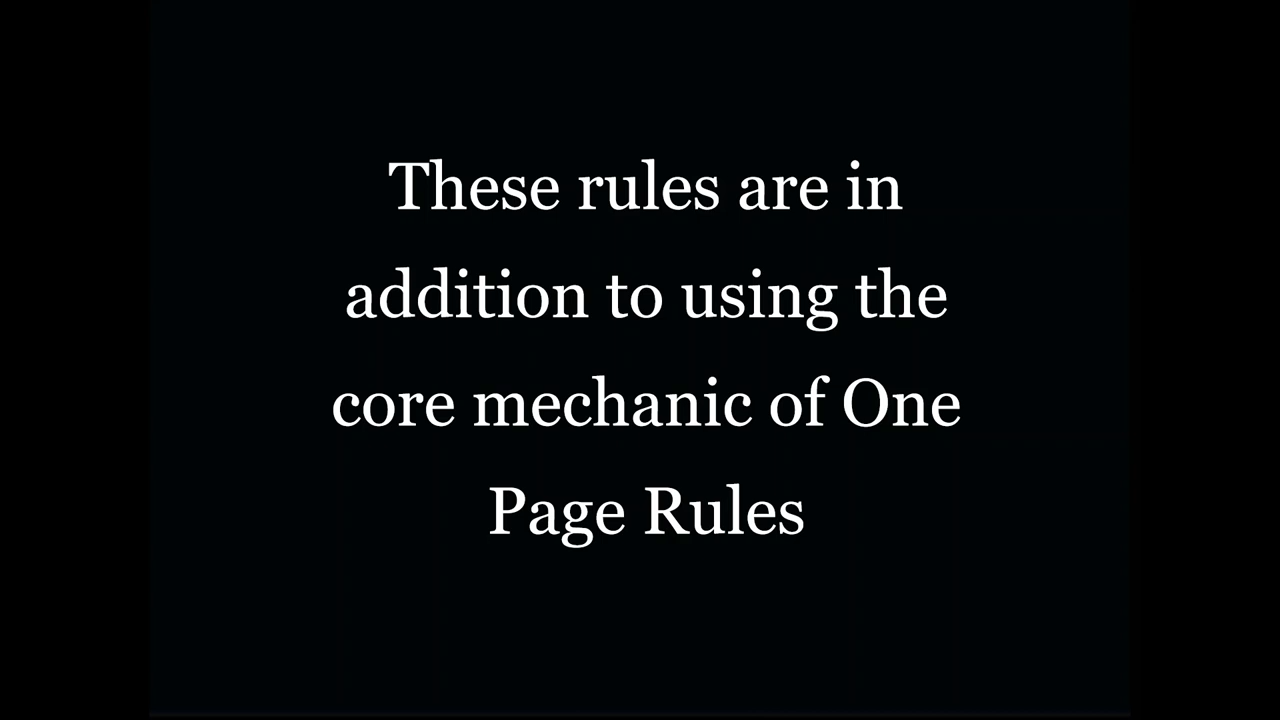 These rules are in
addition to using the
core mechanic of One
Page Rules